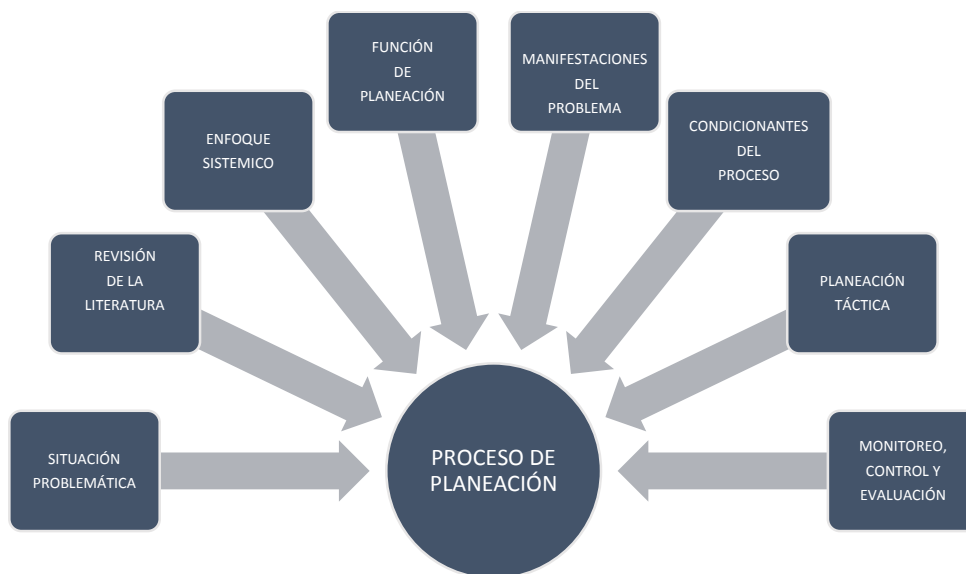 FUNCIÓN
DE
PLANEACIÓN
MANIFESTACIONES
DEL
PROBLEMA
ENFOQUE
SISTEMICO
CONDICIONANTES
DEL
PROCESO
REVISIÓN
DE LA
LITERATURA
PLANEACIÓN
TÁCTICA
SITUACIÓN
PROBLEMÁTICA
PROCESO DE
PLANEACIÓN
MONITOREO,
CONTROL Y
EVALUACIÓN